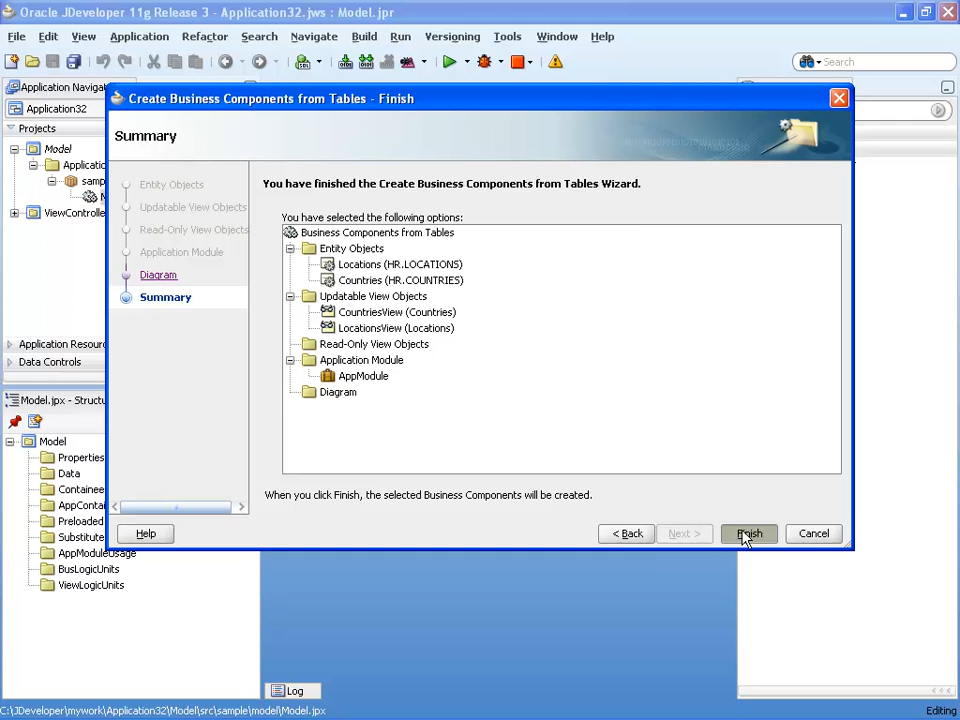 Oracle JDeveloper 11g Release 3 - Application32.jws : Model.jpr
File Edit View Application Refactor Search Navigate Build Run Versioning Tools Window Help
Search
Application Navig
Application32
Projects
Model
Applicatio
samp
ViewControlle
Application Resour
Data Controls
Create Business Components from Tables - Finish
Summary
Entity Objects
Updatable View Objects
Read-Only View Objects
Application Module
Diagram
Summary
You have finished the Create Business Components from Tables Wizard.
You have selected the following options:
Business Components from Tables
Entity Objects
Locations (HR.LOCATIONS)
Countries (HR.COUNTRIES)
Updatable View Objects
CountriesView (Countries)
LocationsView (Locations)
Read-Only View Objects
Application Module
AppModule
Diagram
When you click Finish, the selected Business Components will be created.
Help
< Back
Next >
Finish
Cancel
Model.jpx - Structu
Model
Properties
Data
Containee
AppContai
Preloaded
Substitute
AppModuleUsage
BusLogicUnits
ViewLogicUnits
Log
C:\JDeveloper\mywork\Application32\Model\src\sample\model\Model.jpx
Editing